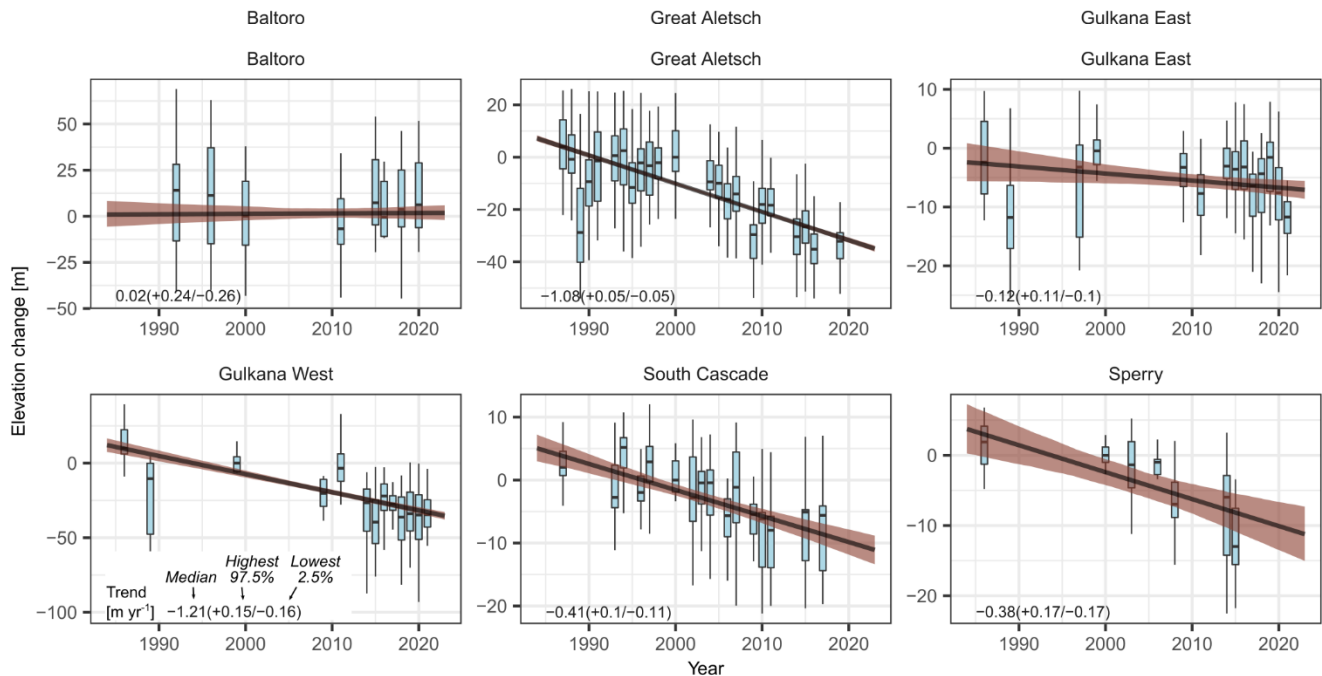 Baltoro Great Aletsch Gulkana East
Baltoro Great Aletsch Gulkana East
Elevation change [m]
50
25
0
−25
−50
0.02(+0.24/−0.26)
1990 2000 2010 2020
20
0
−20
−40
−1.08(+0.05/−0.05)
1990 2000 2010 2020
10
0
−10
−20
−0.12(+0.11/−0.1)
1990 2000 2010 2020
Gulkana West South Cascade Sperry
0
−50
−100
Highest Lowest
Median 97.5% 2.5%
Trend
[m yr⁻¹] −1.21(+0.15/−0.16)
1990 2000 2010 2020
10
0
−10
−20
−0.41(+0.1/−0.11)
1990 2000 2010 2020
0
−10
−20
−0.38(+0.17/−0.17)
1990 2000 2010 2020
Year